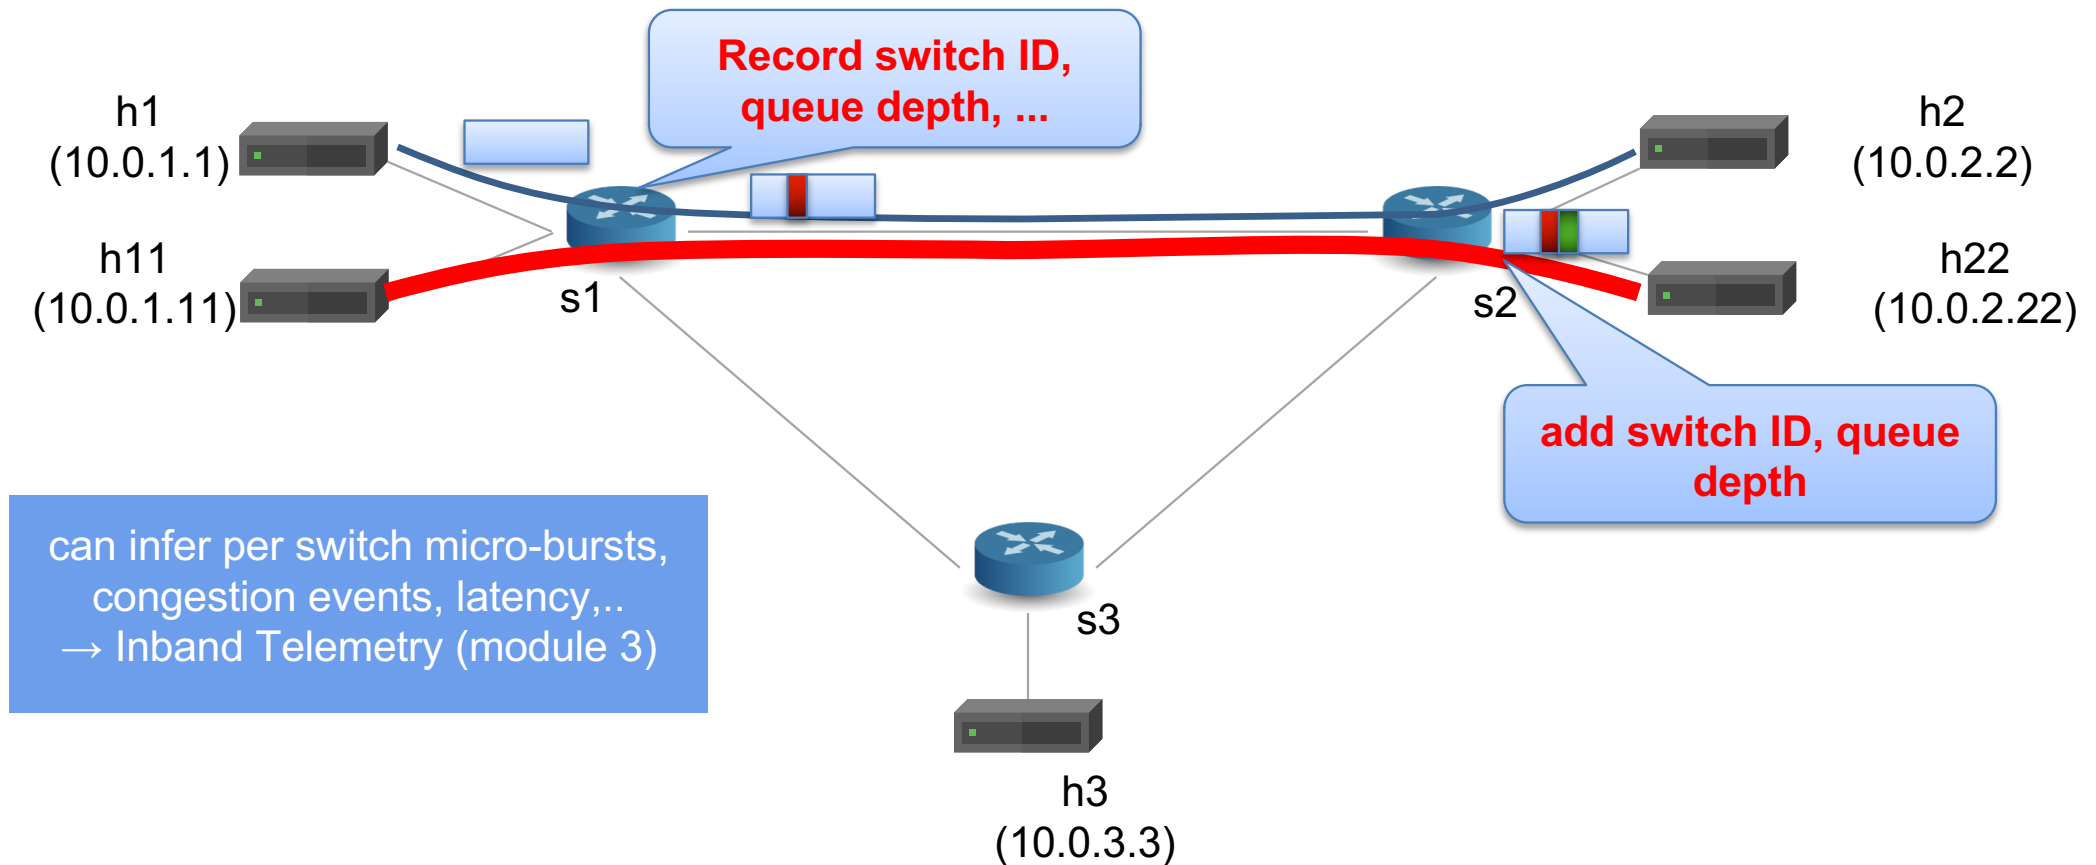 Record switch ID,
queue depth, ...
h1
(10.0.1.1)
h2
(10.0.2.2)
h11
(10.0.1.11)
s1
s2
h22
(10.0.2.22)
add switch ID, queue
depth
can infer per switch micro-bursts,
congestion events, latency,..
→ Inband Telemetry (module 3)
s3
h3
(10.0.3.3)